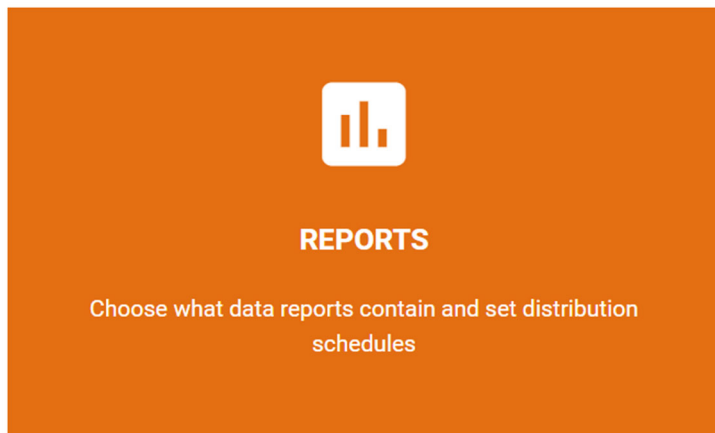 REPORTS
Choose what data reports contain and set distribution
schedules